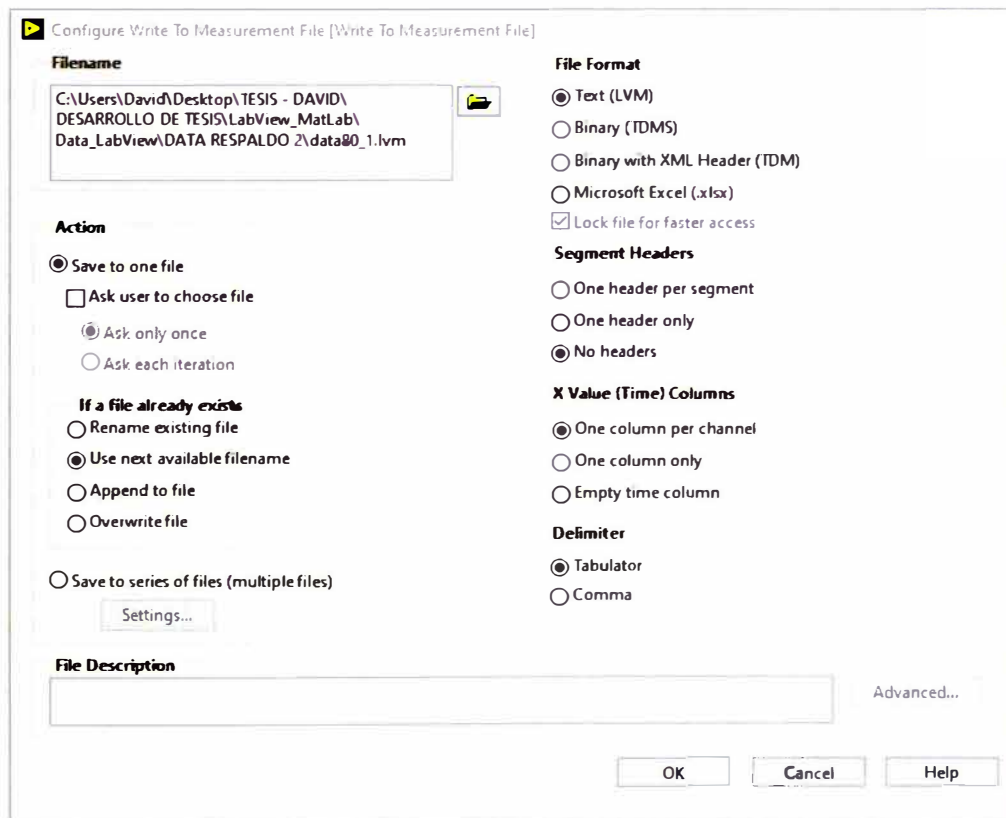 Configure Write To Measurement File [Write To Measurement File]
Filename
C:\Users\David\Desktop\TESIS - DAVID\
DESARROLLO DE TESIS\LabView_MatLab\
Data_LabView\DATA RESPALDO 2\data80_1.lvm
Action
Save to one file
Ask user to choose file
Ask only once
Ask each iteration
If a file already exists
Rename existing file
Use next available filename
Append to file
Overwrite file
Save to series of files (multiple files)
Settings...
File Format
Text (LVM)
Binary (TDMS)
Binary with XML Header (TDM)
Microsoft Excel (.xlsx)
Lock file for faster access
Segment Headers
One header per segment
One header only
No headers
X Value (Time) Columns
One column per channel
One column only
Empty time column
Delimiter
Tabulator
Comma
File Description
Advanced...
OK
Cancel
Help